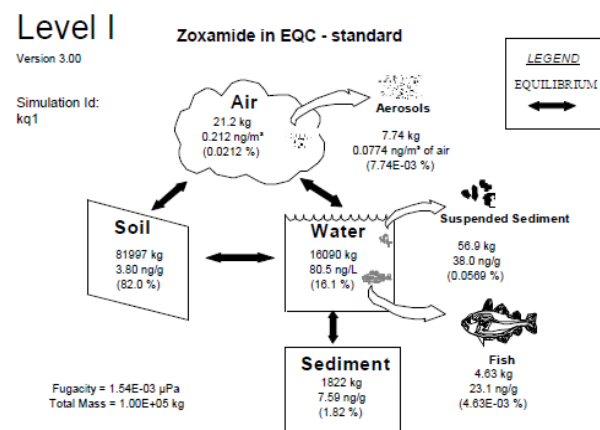 Level I
Version 3.00
Simulation Id:
kq1
Zoxamide in EQC - standard
LEGEND
EQUILIBRIUM
Air
21.2 kg
0.212 ng/m³
(0.0212 %)
Aerosols
7.74 kg
0.0774 ng/m³ of air
(7.74E-03 %)
Soil
81997 kg
3.80 ng/g
(82.0 %)
Water
16090 kg
80.5 ng/L
(16.1 %)
Suspended Sediment
56.9 kg
38.0 ng/g
(0.0569 %)
Sediment
1822 kg
7.59 ng/g
(1.82 %)
Fish
4.63 kg
23.1 ng/g
(4.63E-03 %)
Fugacity = 1.54E-03 µPa
Total Mass = 1.00E+05 kg